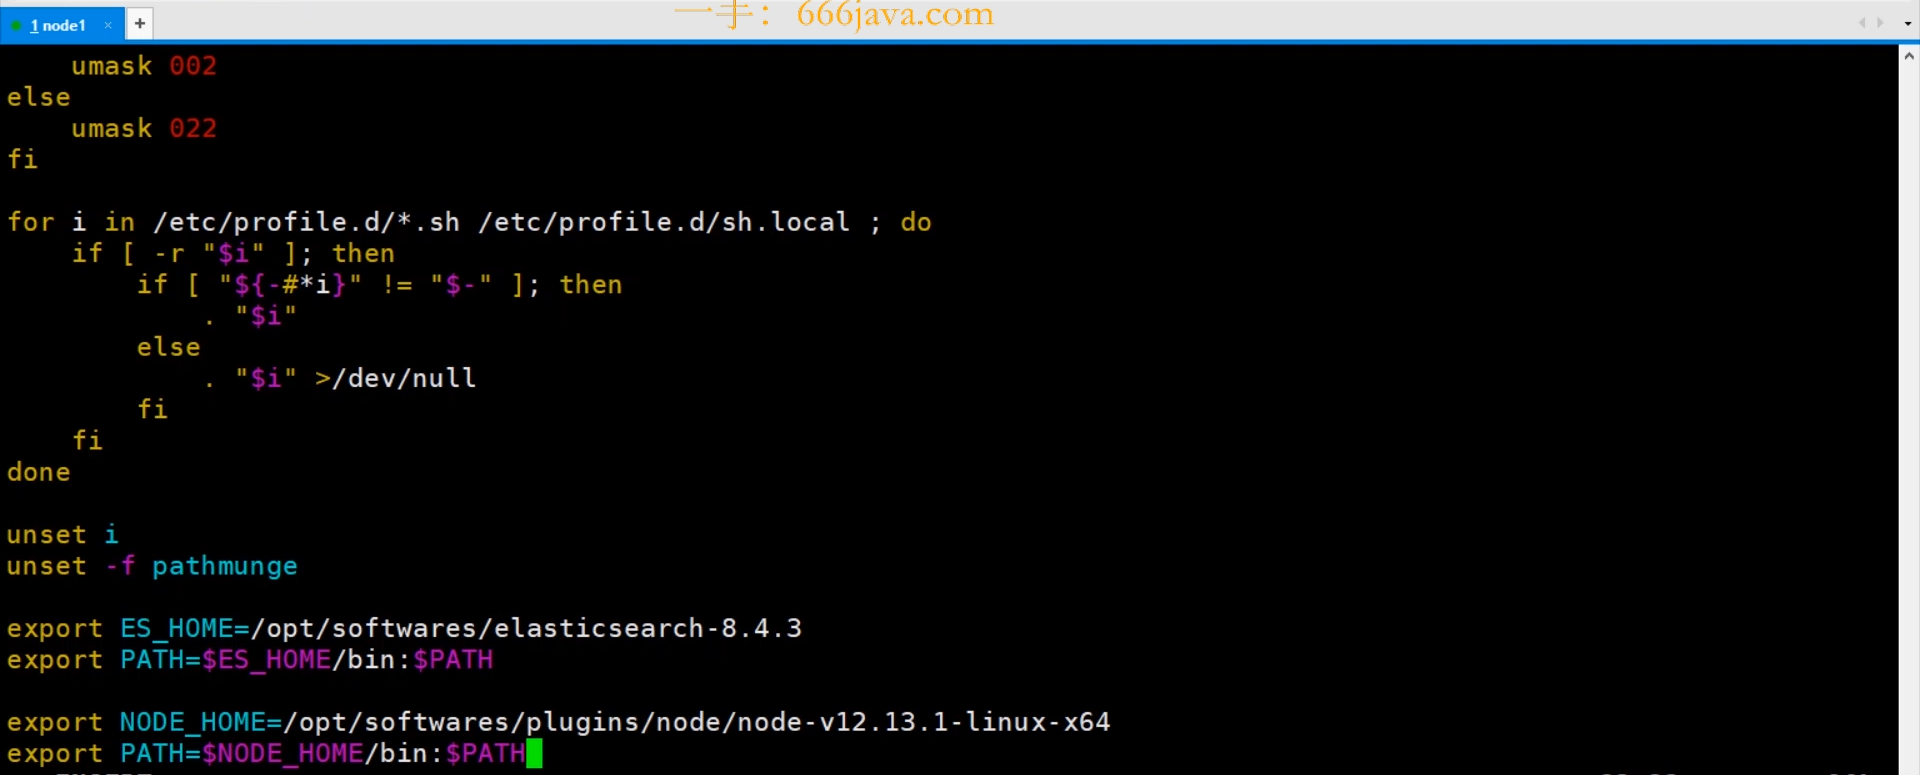 一手：666java.com
1 node1 × +
    umask 002
else
    umask 022
fi

for i in /etc/profile.d/*.sh /etc/profile.d/sh.local ; do
    if [ -r "$i" ]; then
        if [ "${-#*i}" != "$-" ]; then
            . "$i"
        else
            . "$i" >/dev/null
        fi
    fi
done

unset i
unset -f pathmunge

export ES_HOME=/opt/softwares/elasticsearch-8.4.3
export PATH=$ES_HOME/bin:$PATH

export NODE_HOME=/opt/softwares/plugins/node/node-v12.13.1-linux-x64
export PATH=$NODE_HOME/bin:$PATH